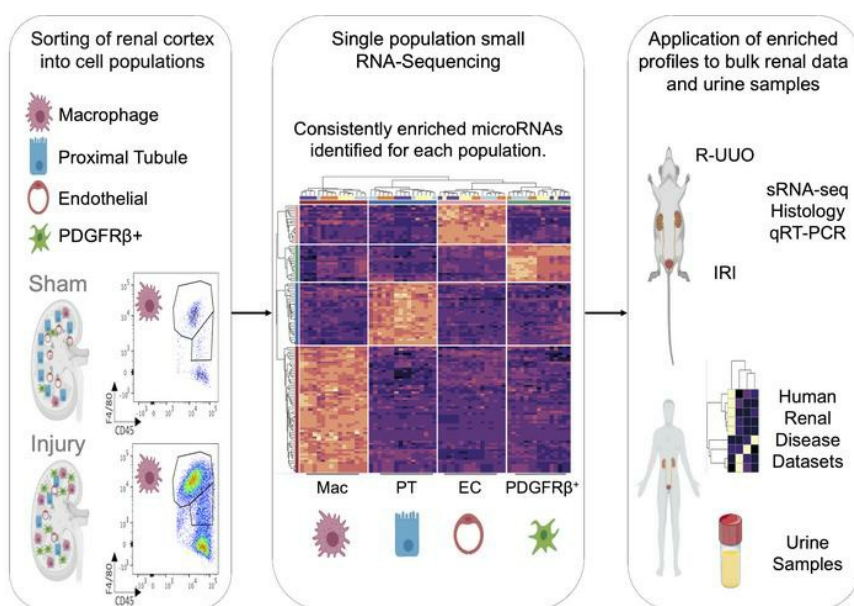 Sorting of renal cortex
into cell populations
Macrophage
Proximal Tubule
Endothelial
PDGFRβ+
Sham
F4/80
CD45
Injury
F4/80
CD45
Single population small
RNA-Sequencing
Consistently enriched microRNAs
identified for each population.
Mac
PT
EC
PDGFRβ+
Application of enriched
profiles to bulk renal data
and urine samples
R-UUO
sRNA-seq
Histology
qRT-PCR
IRI
Human
Renal
Disease
Datasets
Urine
Samples